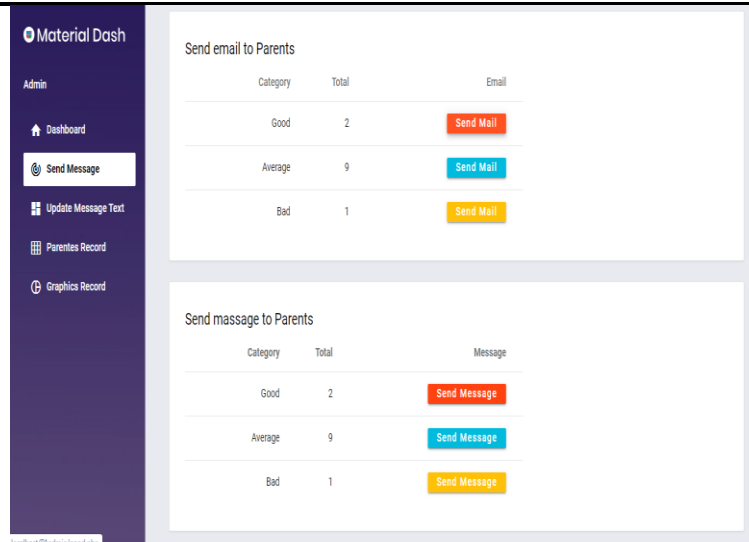 Material Dash
Admin
Dashboard
Send Message
Update Message Text
Parentes Record
Graphics Record
Send email to Parents
Category Total Email
Good 2 Send Mail
Average 9 Send Mail
Bad 1 Send Mail
Send massage to Parents
Category Total Message
Good 2 Send Message
Average 9 Send Message
Bad 1 Send Message